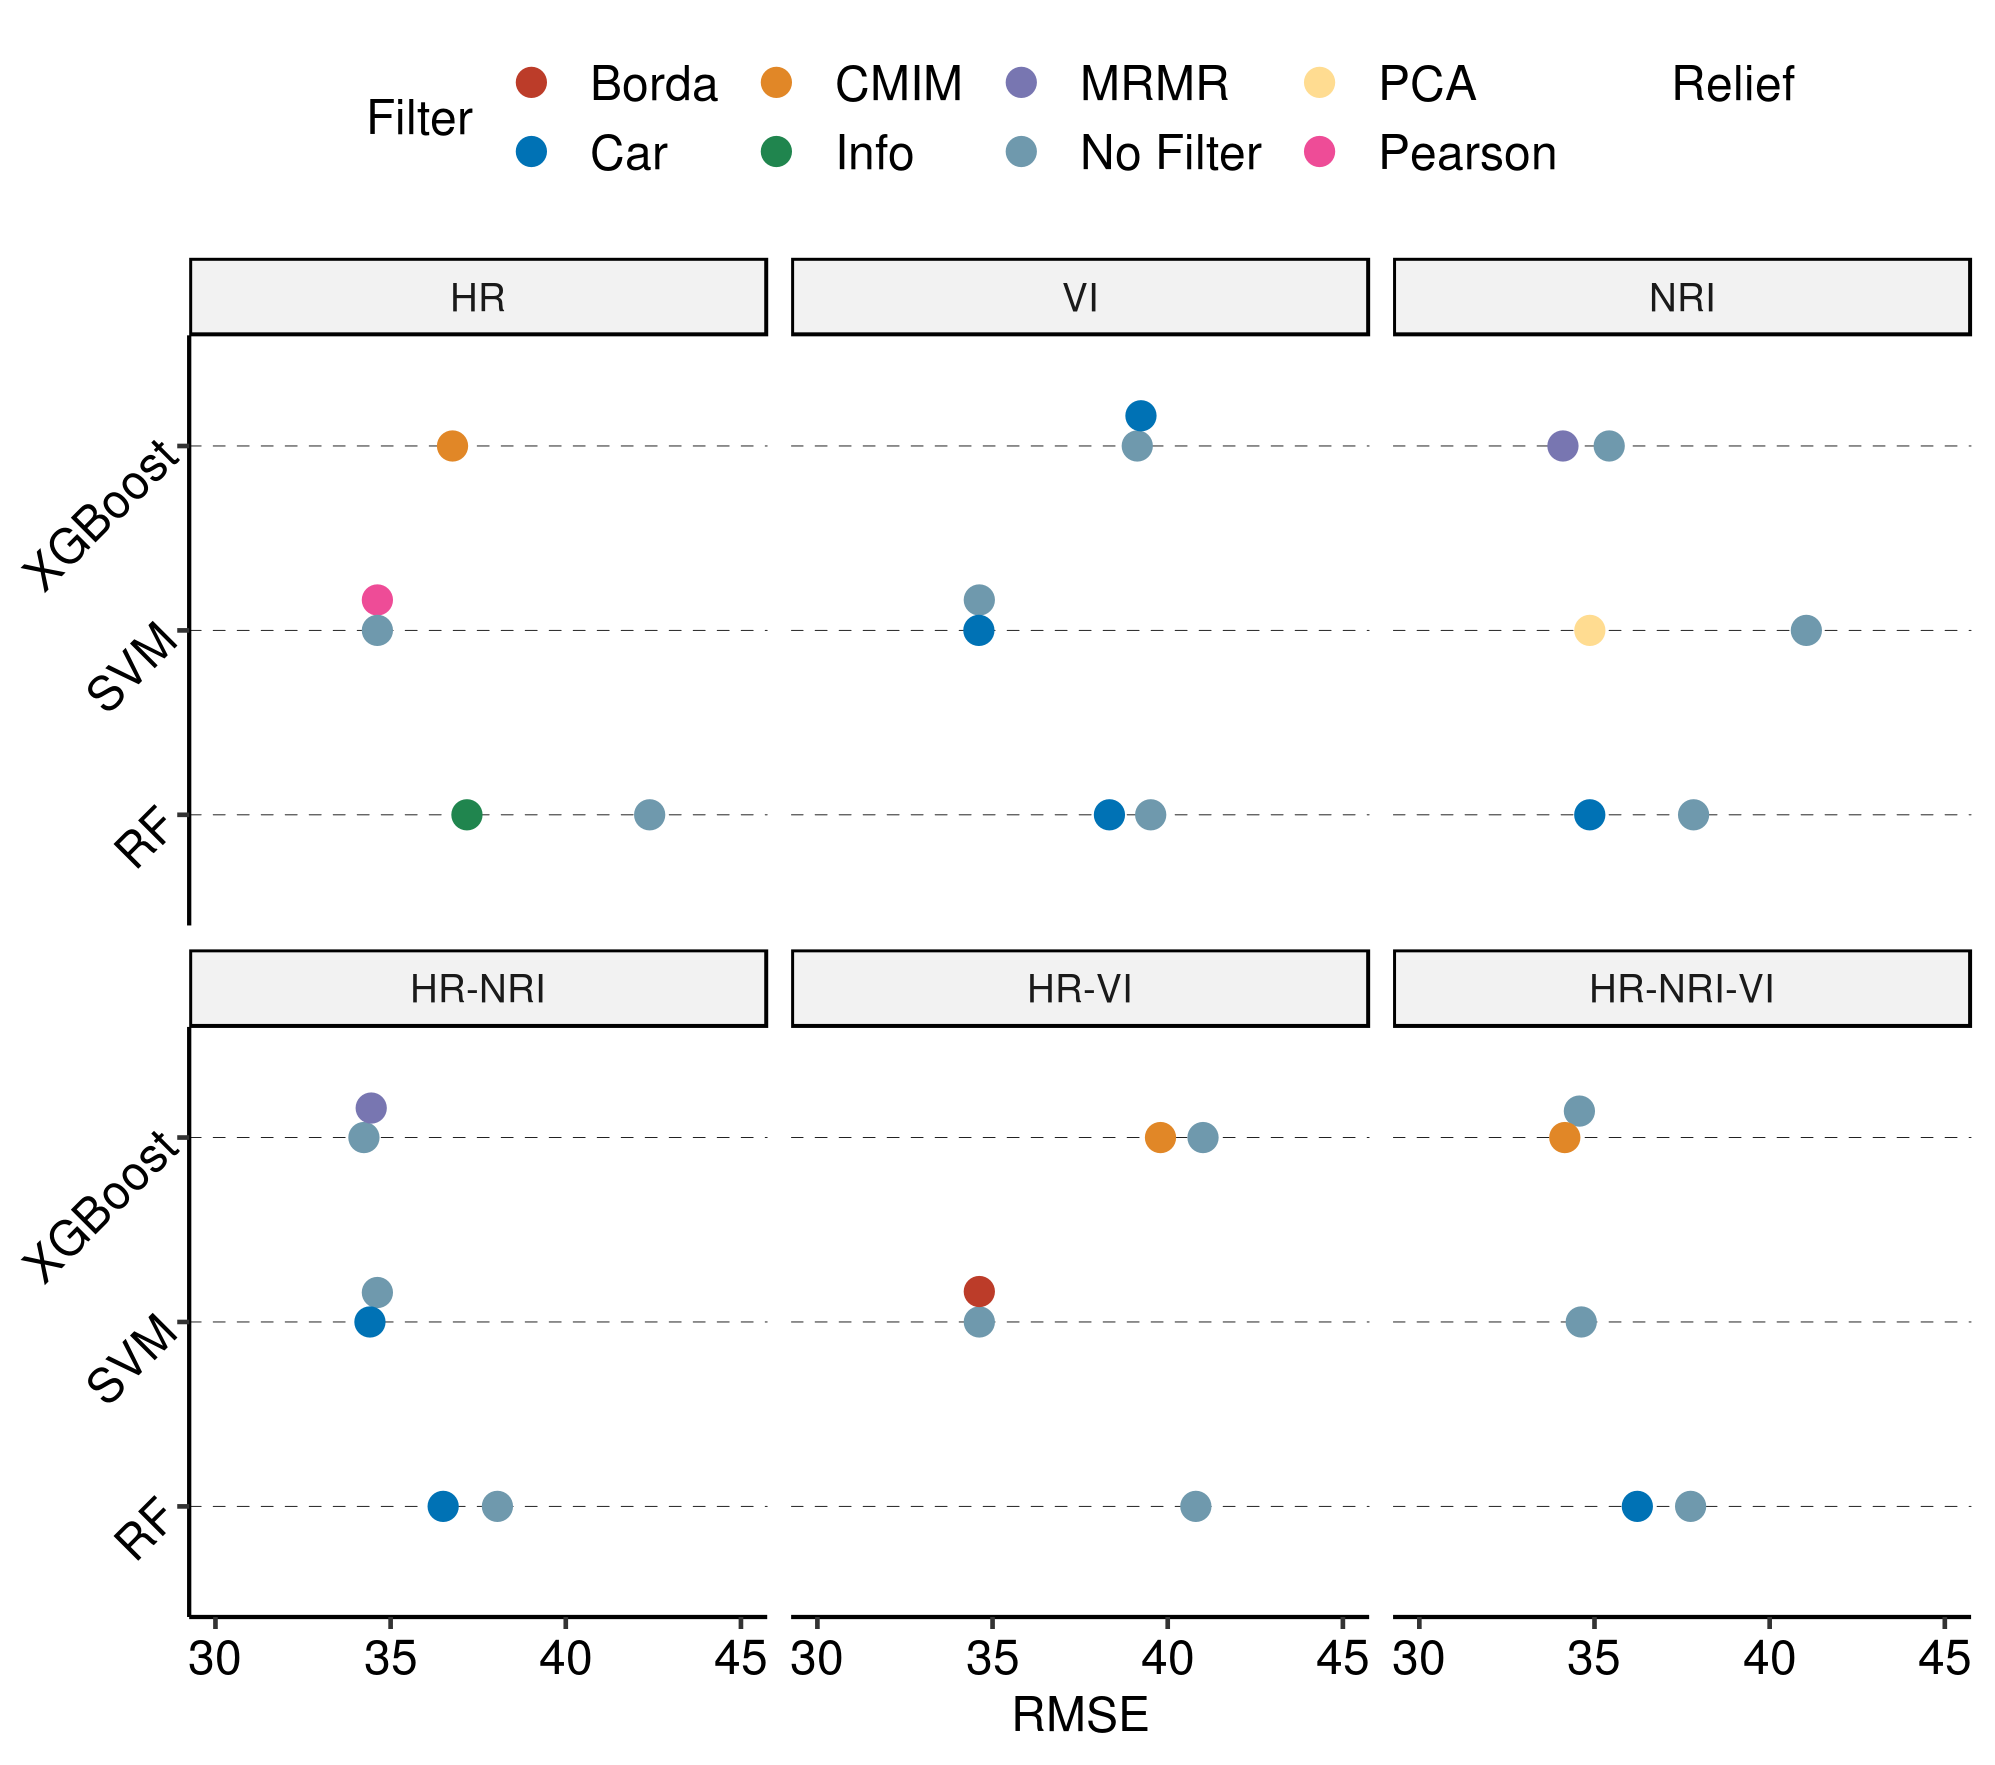 Filter
Borda CMIM MRMR PCA Relief
Car Info No Filter Pearson
HR VI NRI
XGBoost
SVM
RF
HR-NRI HR-VI HR-NRI-VI
XGBoost
SVM
RF
30 35 40 45 30 35 40 45 30 35 40 45
RMSE